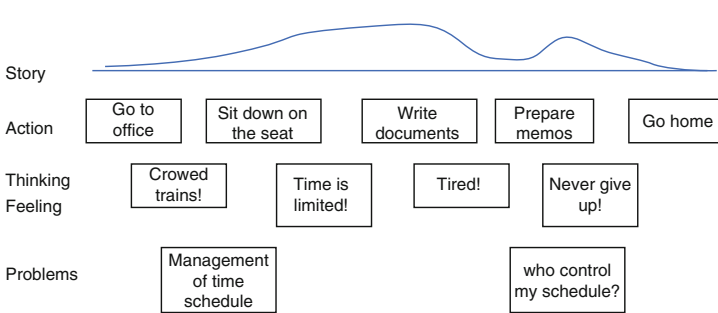 Story
Action
Go to
office
Sit down on
the seat
Write
documents
Prepare
memos
Go home
Thinking
Feeling
Crowed
trains!
Time is
limited!
Tired!
Never give
up!
Problems
Management
of time
schedule
who control
my schedule?